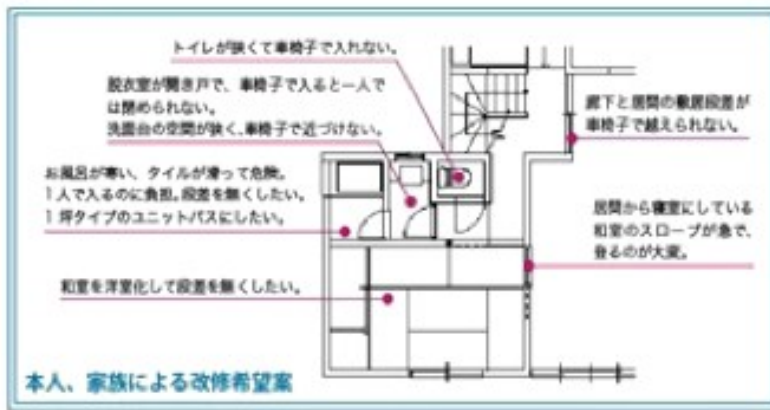 トイレが狭くて車椅子で入れない。
脱衣室が開き戸で、車椅子で入ると一人で
は閉められない。
洗面台の空間が狭く、車椅子で近づけない。
お風呂が寒い、タイルが滑って危険。
1人で入るのに負担。段差を無くしたい。
1坪タイプのユニットバスにしたい。
和室を洋室化して段差を無くしたい。
廊下と居間の敷居段差が
車椅子で越えられない。
居間から寝室にしている
和室のスロープが急で、
登るのが大変。
本人、家族による改修希望案